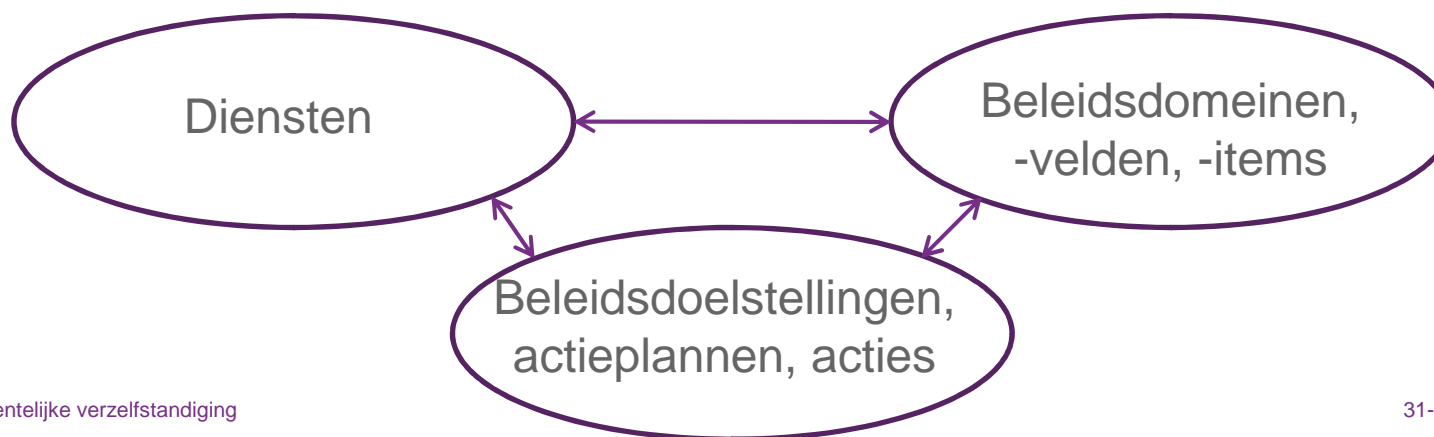 Diensten
Beleidsdomeinen,
-velden, -items
Beleidsdoelstellingen,
actieplannen, acties
entelijke verzelfstandiging
31-